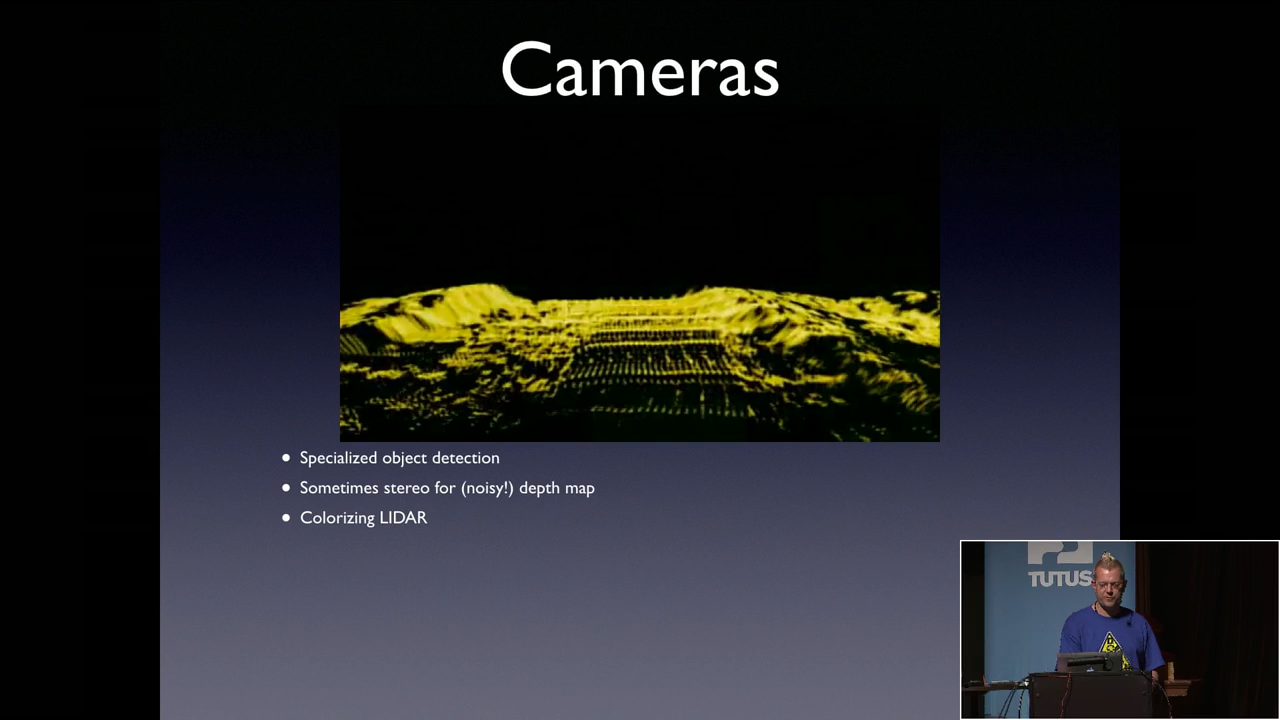 Cameras
Specialized object detection
Sometimes stereo for (noisy!) depth map
Colorizing LIDAR
TUTUS